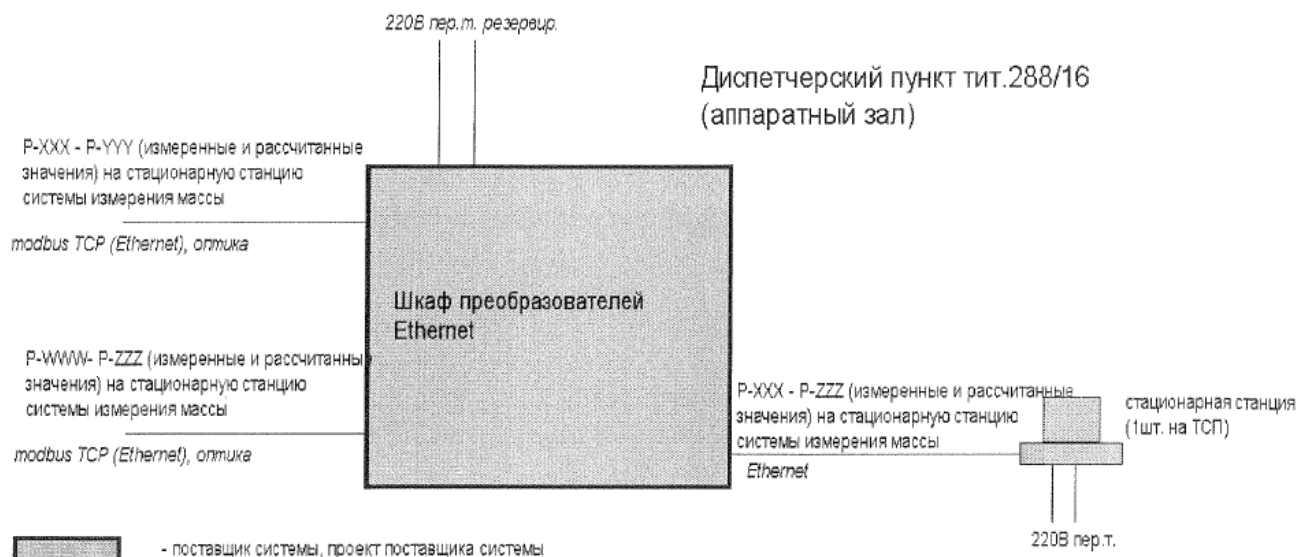 220В пер.т. резервир.
Диспетчерский пункт тит.288/16
(аппаратный зал)
P-XXX - P-YYY (измеренные и рассчитанные
значения) на стационарную станцию
системы измерения массы
modbus TCP (Ethernet), оптика
Шкаф преобразователей
Ethernet
P-WWW- P-ZZZ (измеренные и рассчитанны
значения) на стационарную станцию
системы измерения массы
modbus TCP (Ethernet), оптика
P-XXX - P-ZZZ (измеренные и рассчитанные
значения) на стационарную станцию
системы измерения массы
Ethernet
стационарная станция
(1шт. на ТСП)
220В пер.т.
- поставщик системы, проект поставщика системы